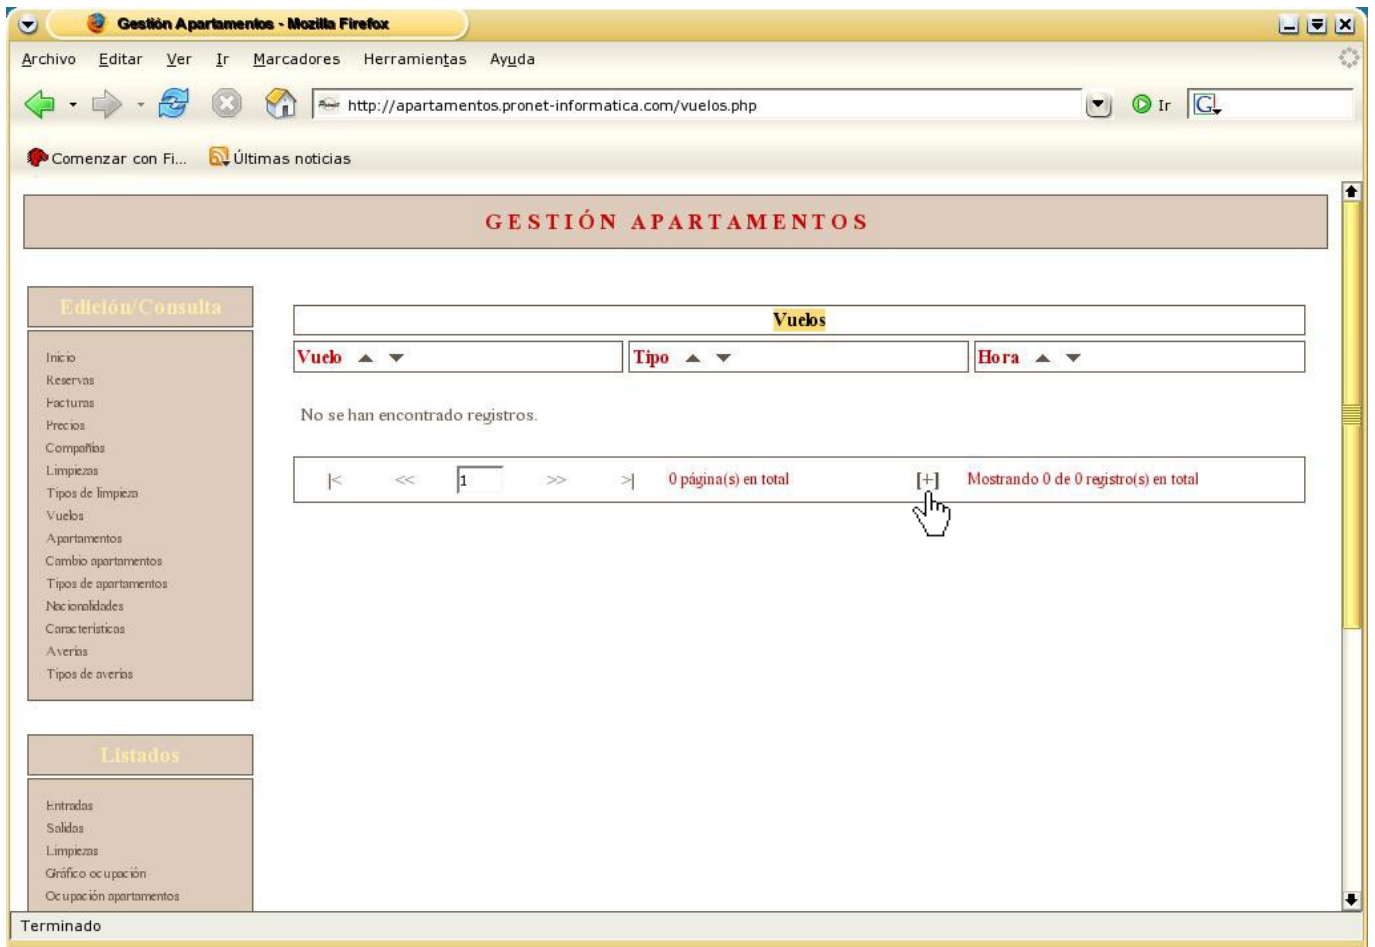 Gestión Apartamentos - Mozilla Firefox
Archivo Editar Ver Ir Marcadores Herramientas Ayuda
http://apartamentos.pronet-informatica.com/vuelos.php Ir
Comenzar con Fi... Últimas noticias
GESTIÓN APARTAMENTOS
Edición/Consulta
Inicio
Reservas
Facturas
Precios
Compañías
Limpiezas
Tipos de limpieza
Vuelos
Apartamentos
Cambio apartamentos
Tipos de apartamentos
Nacionalidades
Características
Averías
Tipos de averías
Listados
Entradas
Salidas
Limpiezas
Gráfico ocupación
Ocupación apartamentos
Vuelos
Vuelo Tipo Hora
No se han encontrado registros.
|< << 1 >> >| 0 página(s) en total [+] Mostrando 0 de 0 registro(s) en total
Terminado